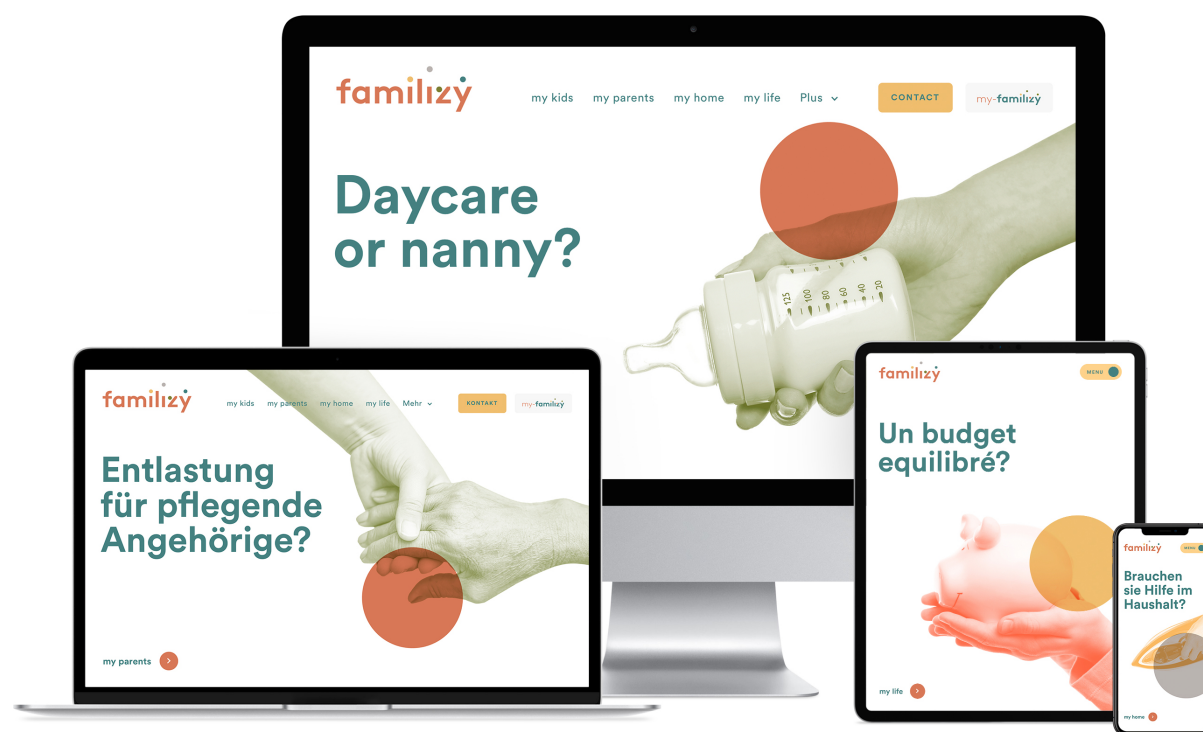 familizy
my kids my parents my home my life Plus
CONTACT
my-familizy
Daycare
or nanny?
125 100 80 60 40 20
familizy
my kids my parents my home my life Mehr
KONTAKT
my-familizy
Entlastung
für pflegende
Angehörige?
my parents
familizy
MENU
Un budget
equilibré?
my life
familizy
MENU
Brauchen
sie Hilfe im
Haushalt?
my home